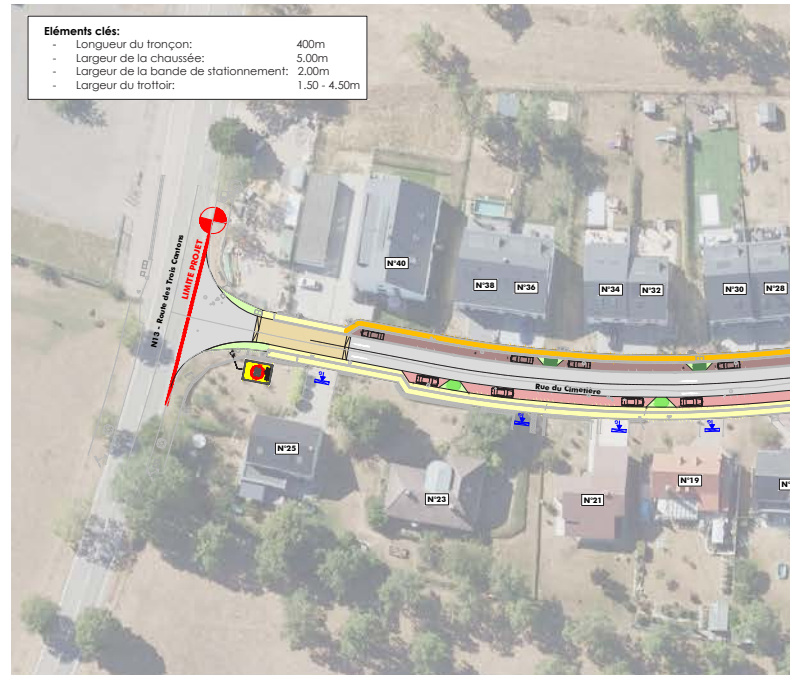 Eléments clés:
- Longueur du tronçon: 400m
- Largeur de la chaussée: 5.00m
- Largeur de la bande de stationnement: 2.00m
- Largeur du trottoir: 1.50 - 4.50m
N13 - Route des Trois Cantons
LIMITE PROJET
N°40
N°38
N°36
N°34
N°32
N°30
N°28
Rue du Cimetière
N°25
N°23
N°21
N°19